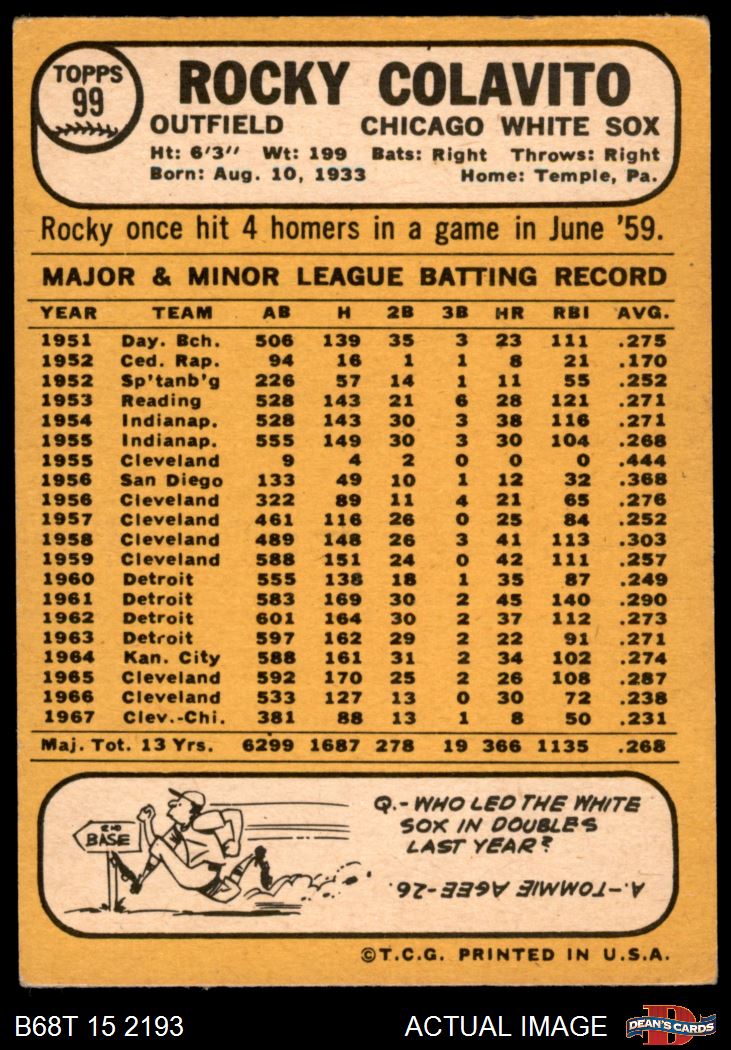 TOPPS
99
ROCKY COLAVITO
OUTFIELD CHICAGO WHITE SOX
Ht: 6'3" Wt: 199 Bats: Right Throws: Right
Born: Aug. 10, 1933 Home: Temple, Pa.
Rocky once hit 4 homers in a game in June '59.
MAJOR & MINOR LEAGUE BATTING RECORD
YEAR TEAM AB H 2B 3B HR RBI AVG.
1951 Day. Bch. 506 139 35 3 23 111 .275
1952 Ced. Rap. 94 16 1 1 8 21 .170
1952 Sp'tanb'g 226 57 14 1 11 55 .252
1953 Reading 528 143 21 6 28 121 .271
1954 Indianap. 528 143 30 3 38 116 .271
1955 Indianap. 555 149 30 3 30 104 .268
1955 Cleveland 9 4 2 0 0 0 .444
1956 San Diego 133 49 10 1 12 32 .368
1956 Cleveland 322 89 11 4 21 65 .276
1957 Cleveland 461 116 26 0 25 84 .252
1958 Cleveland 489 148 26 3 41 113 .303
1959 Cleveland 588 151 24 0 42 111 .257
1960 Detroit 555 138 18 1 35 87 .249
1961 Detroit 583 169 30 2 45 140 .290
1962 Detroit 601 164 30 2 37 112 .273
1963 Detroit 597 162 29 2 22 91 .271
1964 Kan. City 588 161 31 2 34 102 .274
1965 Cleveland 592 170 25 2 26 108 .287
1966 Cleveland 533 127 13 0 30 72 .238
1967 Clev.-Chi. 381 88 13 1 8 50 .231
Maj. Tot. 13 Yrs. 6299 1687 278 19 366 1135 .268
2ND
BASE
Q.-WHO LED THE WHITE
SOX IN DOUBLES
LAST YEAR?
A.-TOMMIE AGEE-26.
©T.C.G. PRINTED IN U.S.A.
B68T 15 2193 ACTUAL IMAGE
D
DEAN'S CARDS